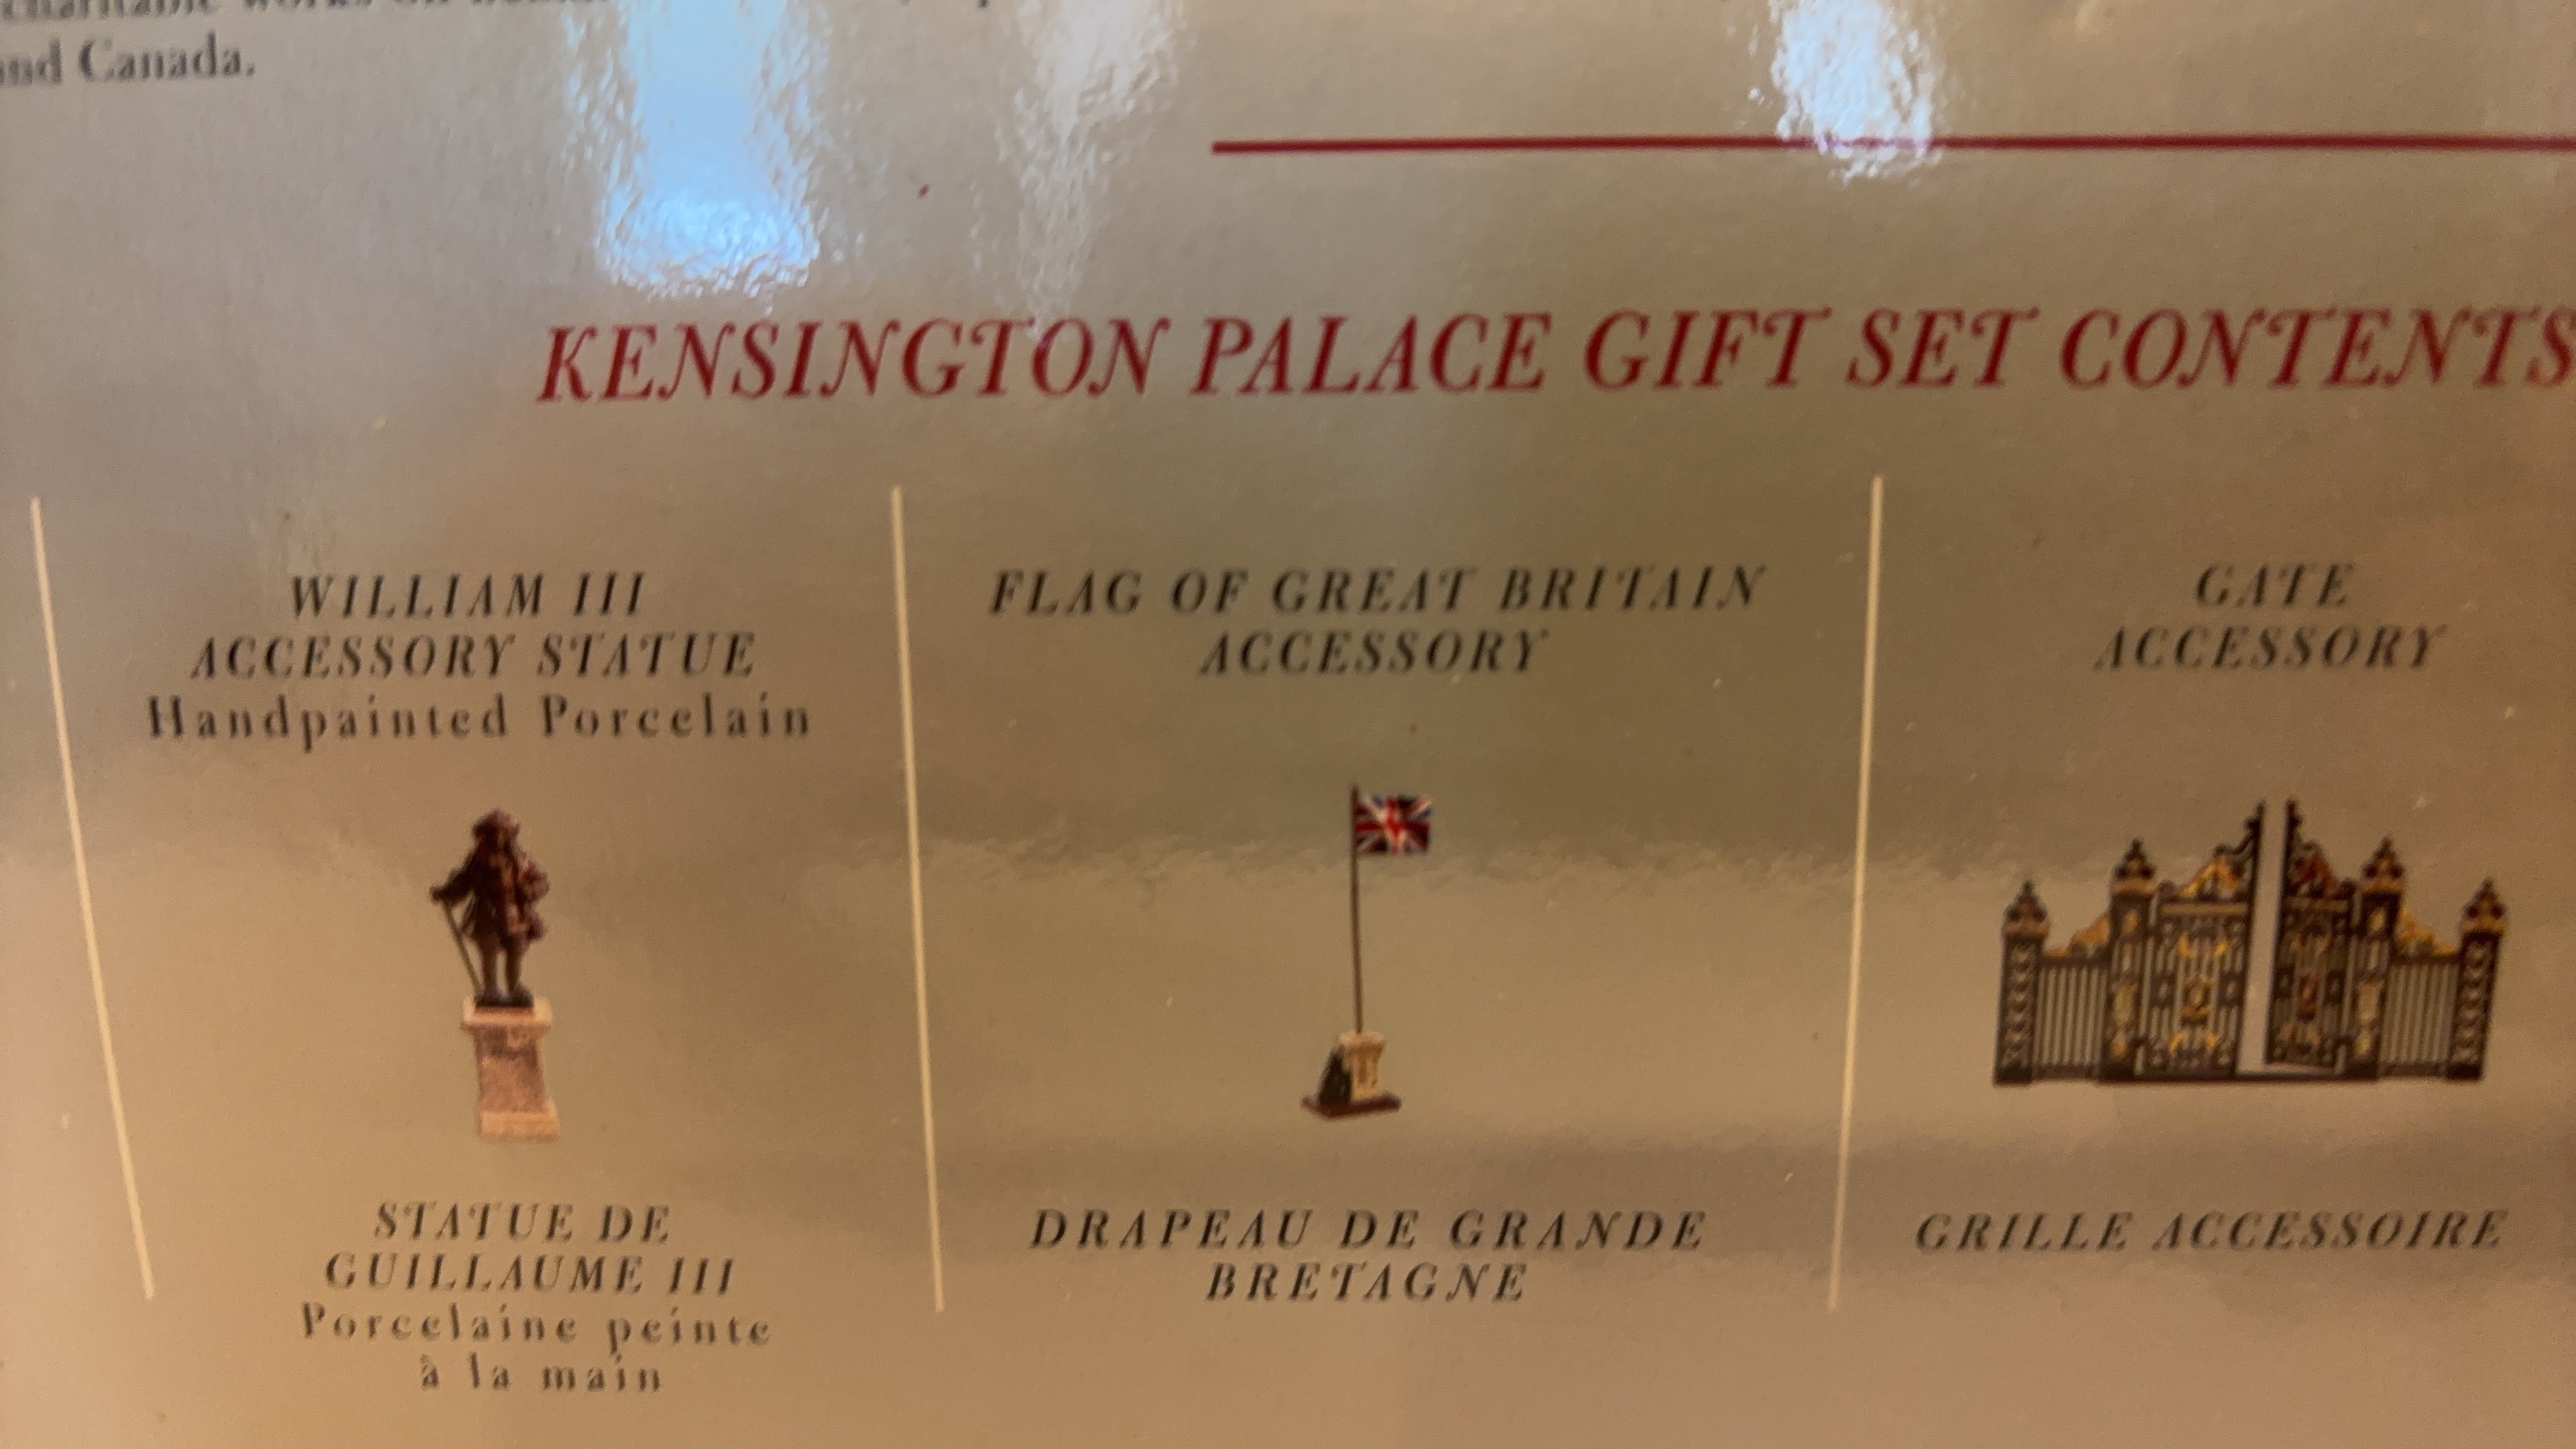 and Canada.
KENSINGTON PALACE GIFT SET CONTENTS
WILLIAM III
ACCESSORY STATUE
Handpainted Porcelain
STATUE DE
GUILLAUME III
Porcelaine peinte
à la main
FLAG OF GREAT BRITAIN
ACCESSORY
DRAPEAU DE GRANDE
BRETAGNE
GATE
ACCESSORY
GRILLE ACCESSOIRE